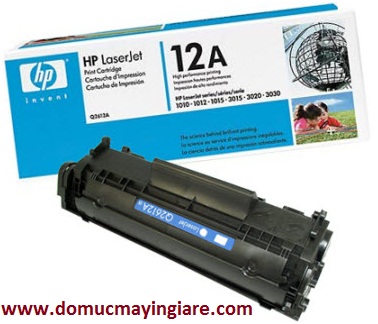 hp
invent
HP LaserJet
Print Cartridge
Cartouche d'impression
Cartucho de impresión
Q2612A
12A
High performance printing
HP LaserJet series/séries/serie
1010 • 1012 • 1015 • 3015 • 3020 • 3030
The science behind brilliant printing.
Q2612A
LaserJet
www.domucmayingiare.com